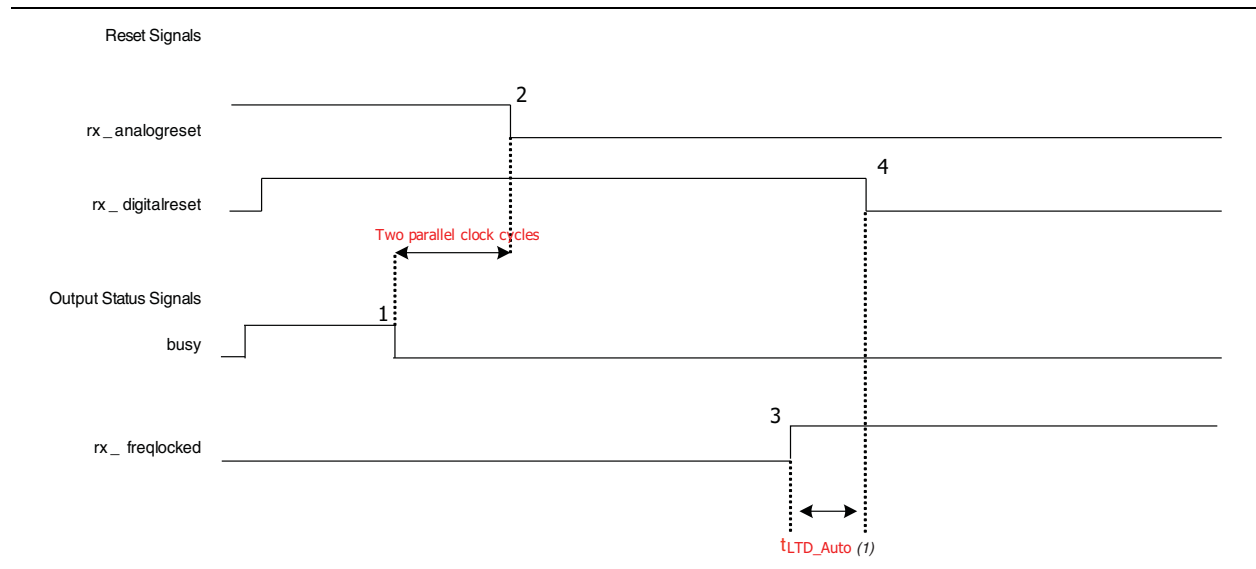 Reset Signals
2
rx _ analogreset
4
rx _ digitalreset
Two parallel clock cycles
Output Status Signals
1
busy
3
rx _ freqlocked
tLTD_Auto (1)